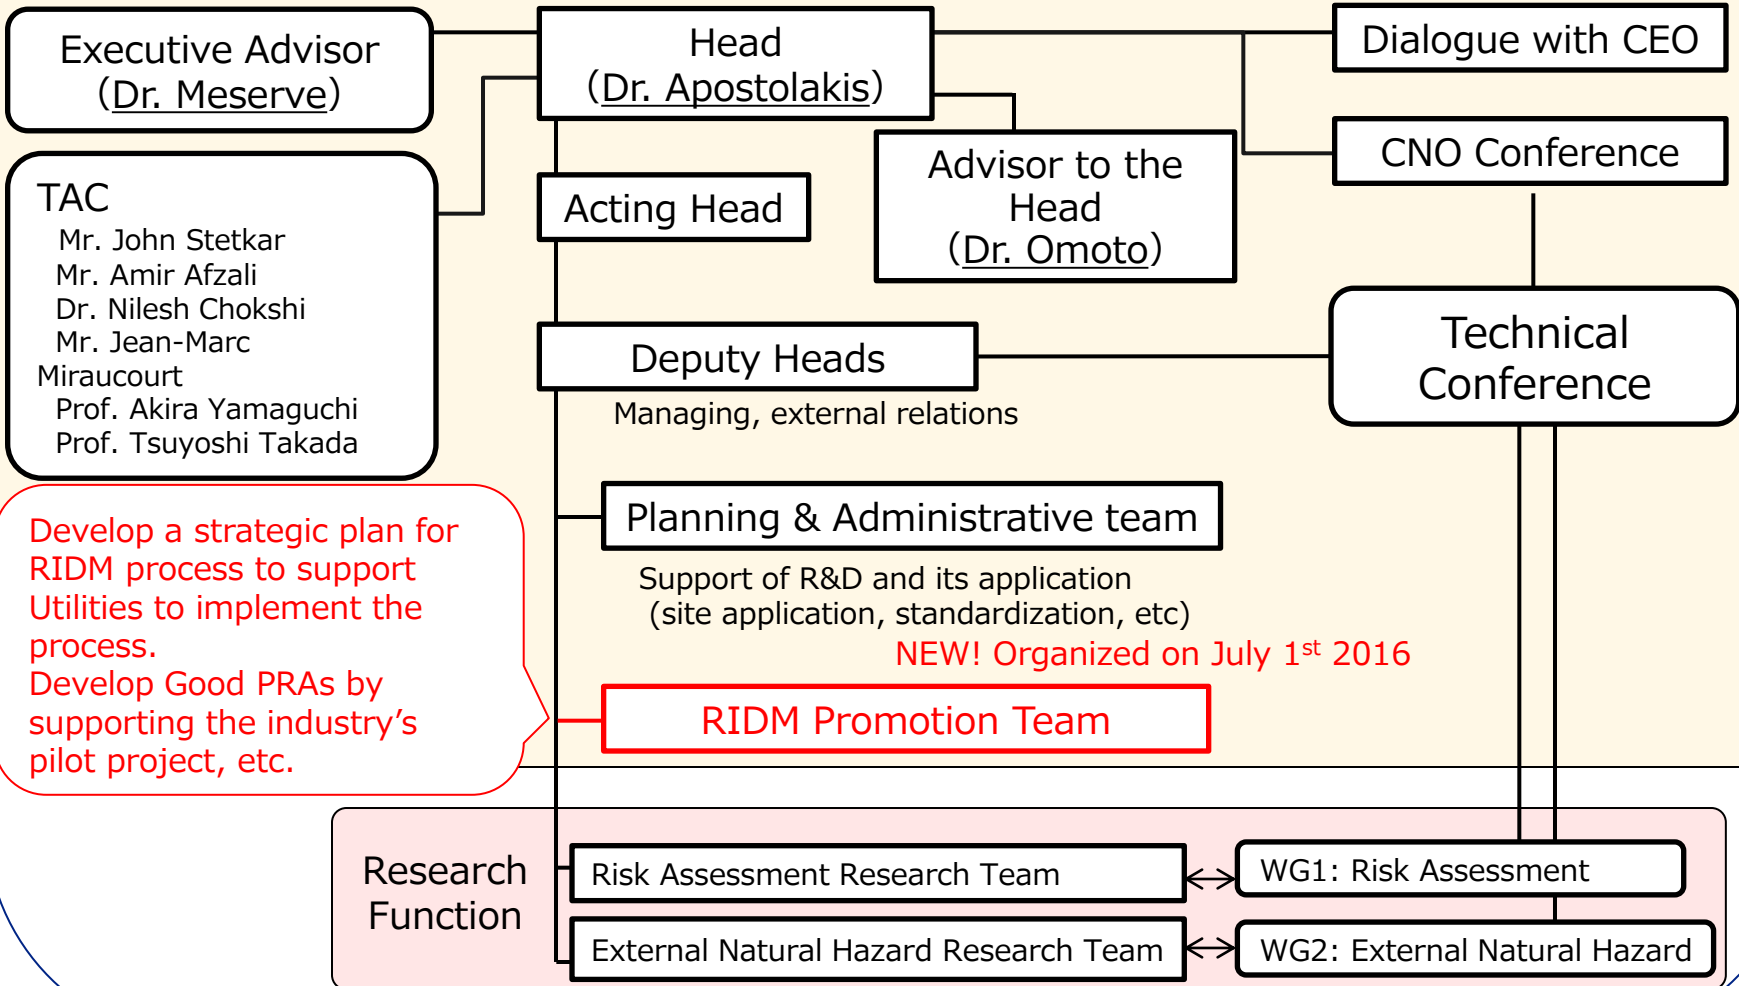 Executive Advisor
(Dr. Meserve)
Head
(Dr. Apostolakis)
Dialogue with CEO
CNO Conference
TAC
Mr. John Stetkar
Mr. Amir Afzali
Dr. Nilesh Chokshi
Mr. Jean-Marc
Miraucourt
Prof. Akira Yamaguchi
Prof. Tsuyoshi Takada
Acting Head
Advisor to the
Head
(Dr. Omoto)
Deputy Heads
Managing, external relations
Technical
Conference
Planning & Administrative team
Support of R&D and its application
(site application, standardization, etc)
NEW! Organized on July 1st 2016
RIDM Promotion Team
Develop a strategic plan for
RIDM process to support
Utilities to implement the
process.
Develop Good PRAs by
supporting the industry’s
pilot project, etc.
Research
Function
Risk Assessment Research Team
WG1: Risk Assessment
External Natural Hazard Research Team
WG2: External Natural Hazard